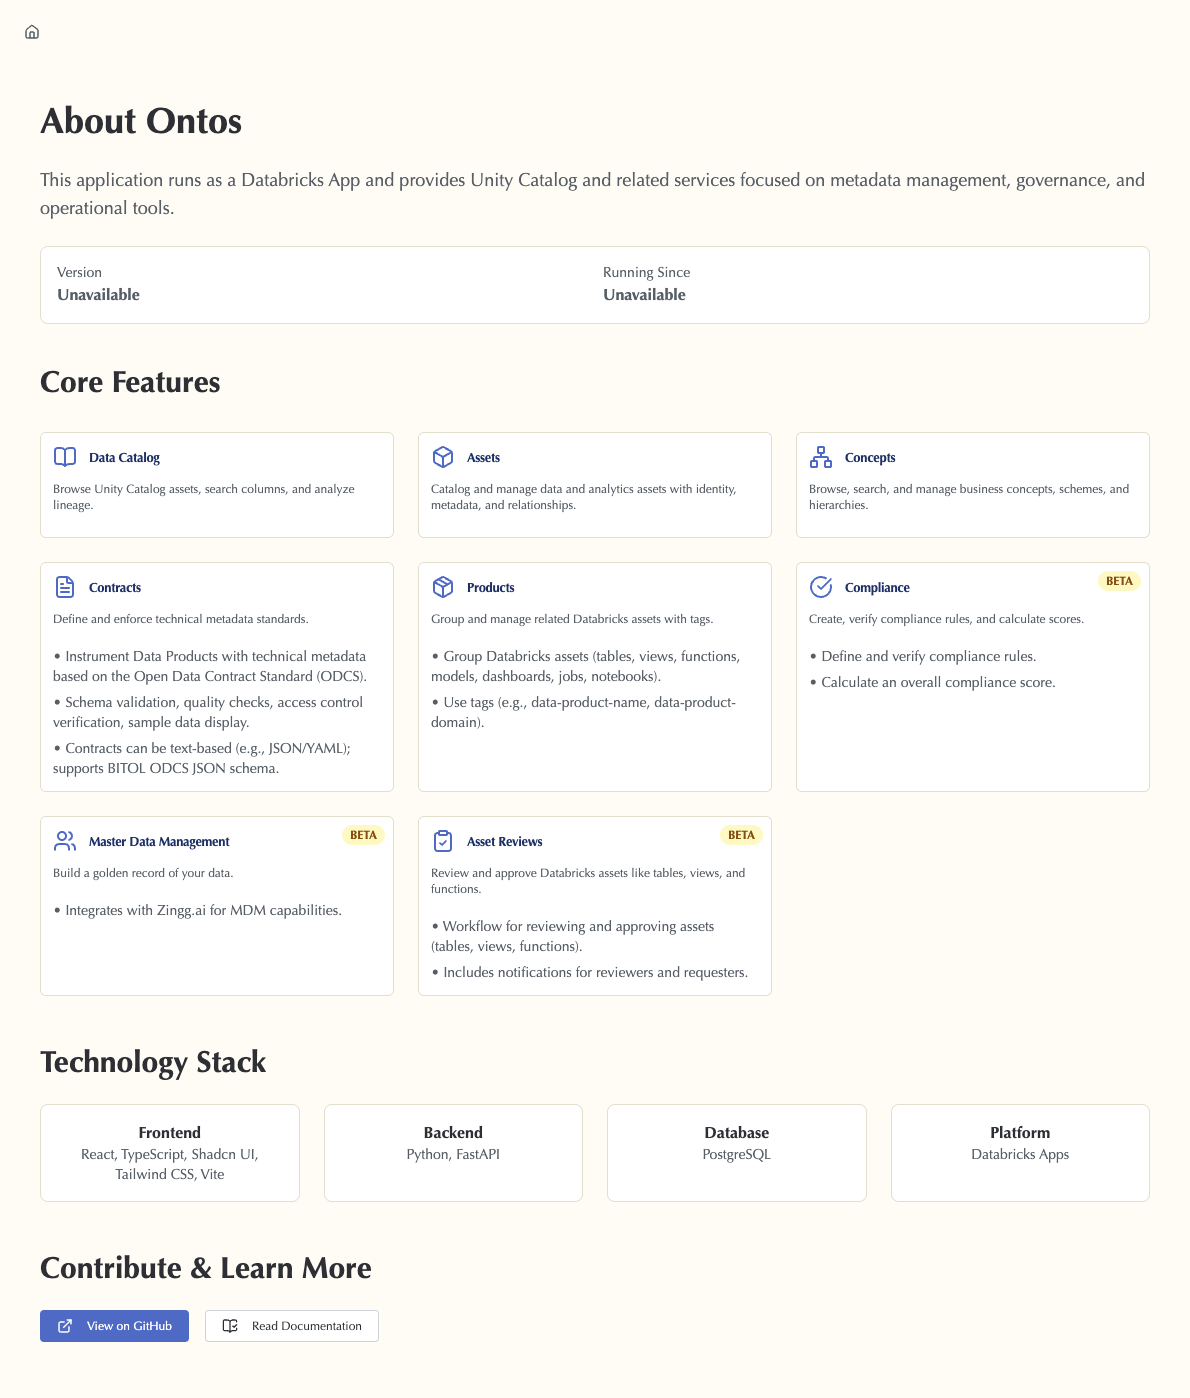 About Ontos
This application runs as a Databricks App and provides Unity Catalog and related services focused on metadata management, governance, and
operational tools.
Version
Unavailable
Running Since
Unavailable
Core Features
Data Catalog
Browse Unity Catalog assets, search columns, and analyze
lineage.
Assets
Catalog and manage data and analytics assets with identity,
metadata, and relationships.
Concepts
Browse, search, and manage business concepts, schemes, and
hierarchies.
Contracts
Define and enforce technical metadata standards.
• Instrument Data Products with technical metadata
based on the Open Data Contract Standard (ODCS).
• Schema validation, quality checks, access control
verification, sample data display.
• Contracts can be text-based (e.g., JSON/YAML);
supports BITOL ODCS JSON schema.
Products
Group and manage related Databricks assets with tags.
• Group Databricks assets (tables, views, functions,
models, dashboards, jobs, notebooks).
• Use tags (e.g., data-product-name, data-product-
domain).
Compliance
BETA
Create, verify compliance rules, and calculate scores.
• Define and verify compliance rules.
• Calculate an overall compliance score.
Master Data Management
BETA
Build a golden record of your data.
• Integrates with Zingg.ai for MDM capabilities.
Asset Reviews
BETA
Review and approve Databricks assets like tables, views, and
functions.
• Workflow for reviewing and approving assets
(tables, views, functions).
• Includes notifications for reviewers and requesters.
Technology Stack
Frontend
React, TypeScript, Shadcn UI,
Tailwind CSS, Vite
Backend
Python, FastAPI
Database
PostgreSQL
Platform
Databricks Apps
Contribute & Learn More
View on GitHub
Read Documentation